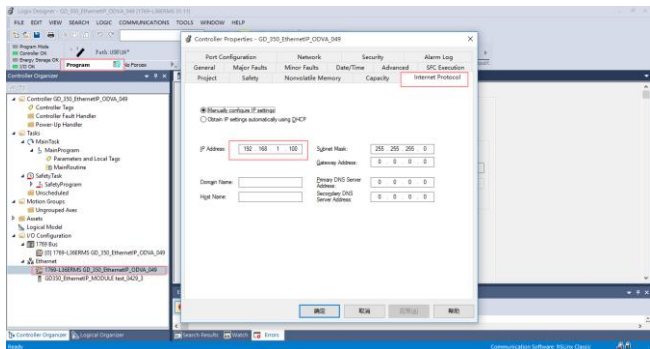 Logix Designer - GD_350_EthernetIP_ODVA_049 [1769-L36ERMS 31.11]
FILE EDIT VIEW SEARCH LOGIC COMMUNICATIONS TOOLS WINDOW HELP
Program Mode
Controller OK
Energy Storage OK
I/O OK
Path: USB\16*
Program
No Forces
Controller Organizer
Controller GD_350_EthernetIP_ODVA_049
Controller Tags
Controller Fault Handler
Power-Up Handler
Tasks
MainTask
MainProgram
Parameters and Local Tags
MainRoutine
SafetyTask
SafetyProgram
Unscheduled
Motion Groups
Ungrouped Axes
Assets
Logical Model
I/O Configuration
1769 Bus
[0] 1769-L36ERMS GD_350_EthernetIP_ODVA_049
Ethernet
1769-L36ERMS GD_350_EthernetIP_ODVA_049
GD350_EthernetIP_MODULE test_0429_3
Controller Organizer Logical Organizer
Controller Properties - GD_350_EthernetIP_ODVA_049
Port Configuration Network Security Alarm Log
General Major Faults Minor Faults Date/Time Advanced SFC Execution
Project Safety Nonvolatile Memory Capacity Internet Protocol
Manually configure IP settings
Obtain IP settings automatically using DHCP
IP Address: 192 . 168 . 1 . 100
Subnet Mask: 255 . 255 . 255 . 0
Gateway Address: 0 . 0 . 0 . 0
Domain Name:
Primary DNS Server Address: 0 . 0 . 0 . 0
Host Name:
Secondary DNS Server Address: 0 . 0 . 0 . 0
确定 取消 应用(A) 帮助
Search Results Watch Errors
Ready
Communication Software: RSLinx Classic